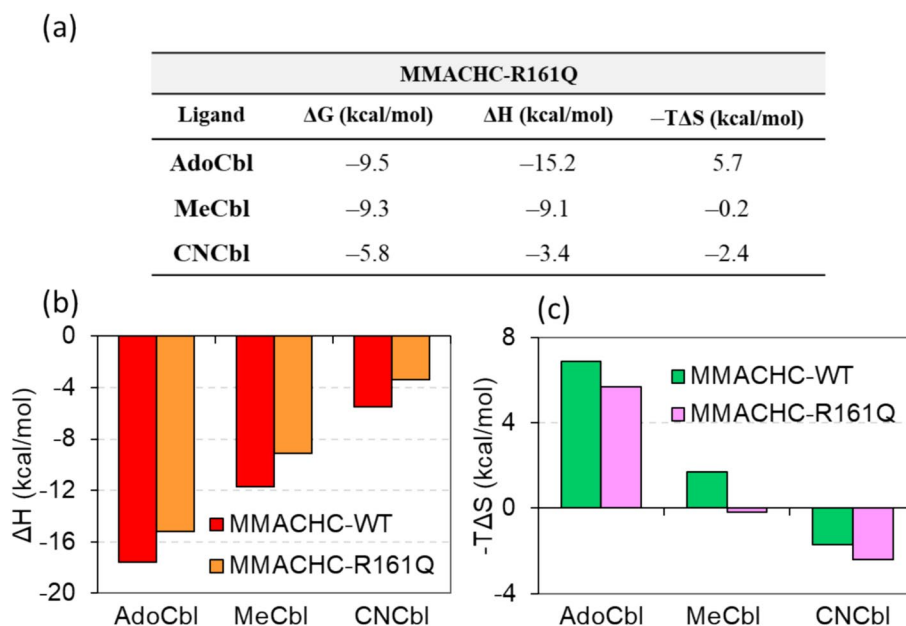 (a)
MMACHC-R161Q
Ligand ΔG (kcal/mol) ΔH (kcal/mol) –TΔS (kcal/mol)
AdoCbl –9.5 –15.2 5.7
MeCbl –9.3 –9.1 –0.2
CNCbl –5.8 –3.4 –2.4
(b)
0
-4
-8
-12
-16
-20
ΔH (kcal/mol)
MMACHC-WT
MMACHC-R161Q
AdoCbl MeCbl CNCbl
(c)
8
4
0
-4
-TΔS (kcal/mol)
MMACHC-WT
MMACHC-R161Q
AdoCbl MeCbl CNCbl